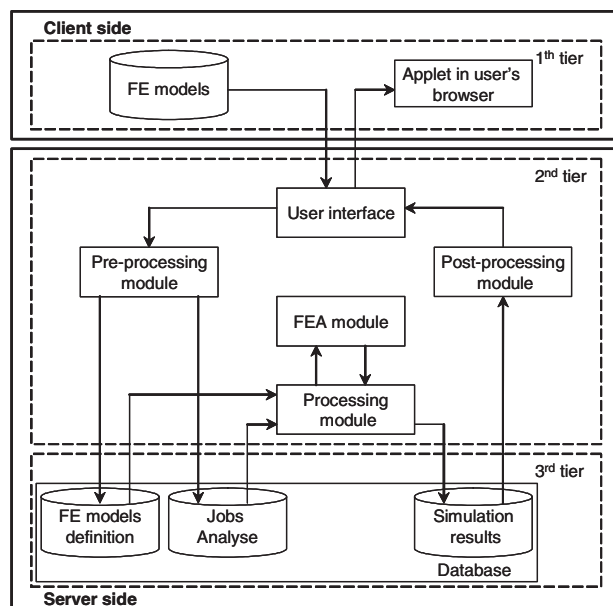 Client side
1th tier
FE models
Applet in user's
browser
2nd tier
User interface
Pre-processing
module
Post-processing
module
FEA module
Processing
module
3rd tier
FE models
definition
Jobs
Analyse
Simulation
results
Database
Server side